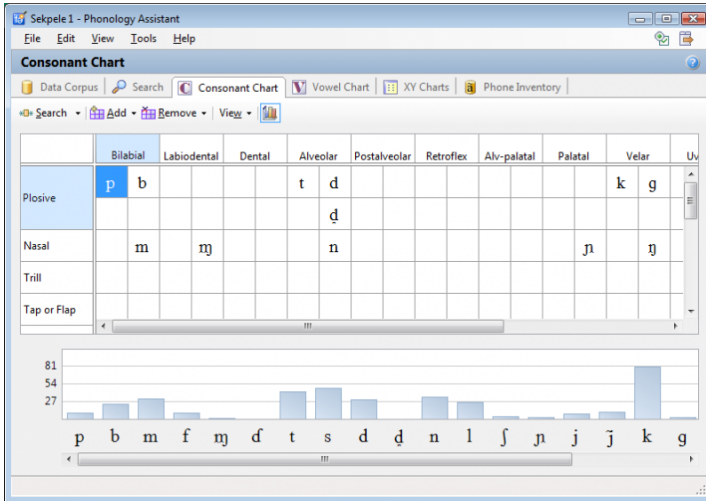 Sekpele 1 - Phonology Assistant
File Edit View Tools Help
Consonant Chart
Data Corpus Search Consonant Chart Vowel Chart XY Charts Phone Inventory
Search Add Remove View
Bilabial Labiodental Dental Alveolar Postalveolar Retroflex Alv-palatal Palatal Velar Uv
Plosive p b t d k ɡ
d̪
Nasal m ɱ n ɲ ŋ
Trill
Tap or Flap
81
54
27
p b m f ɱ ɗ t s d d̪ n l ʃ ɲ j j̃ k ɡ